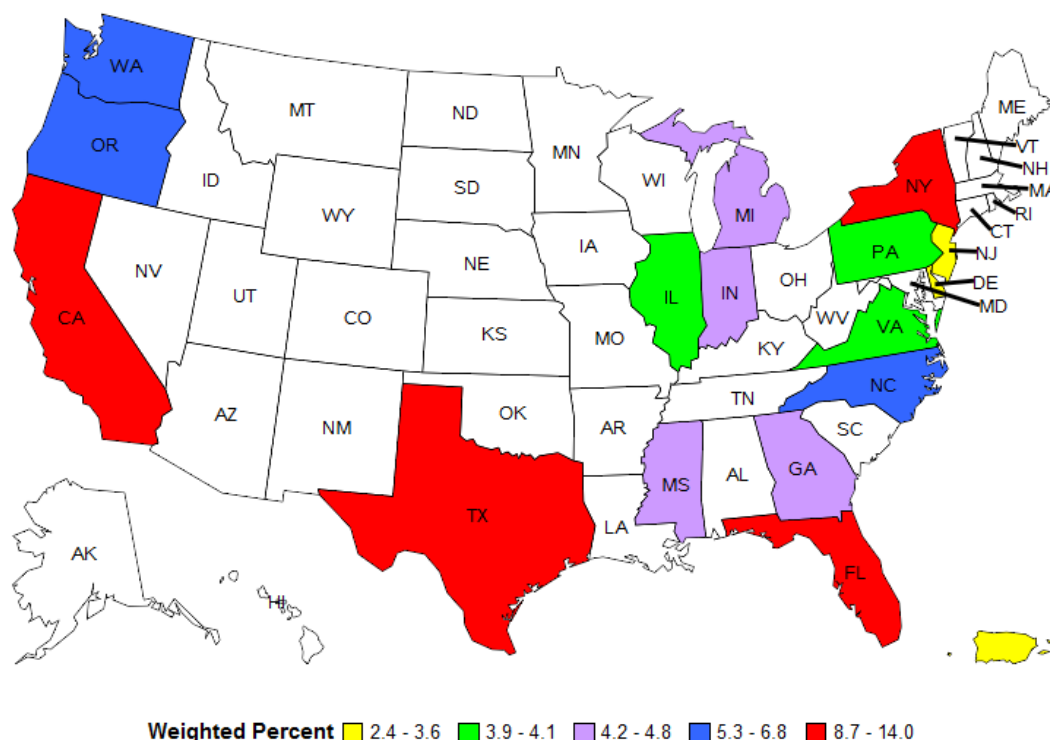 WA
MT
ND
MN
ME
VT
NH
OR
ID
SD
WI
MI
NY
MA
RI
WY
CT
IA
NE
PA
NJ
NV
OH
IL
IN
DE
UT
CO
MD
CA
KS
MO
WV
VA
KY
NC
TN
AZ
NM
OK
AR
SC
MS
AL
GA
TX
LA
AK
FL
HI
Weighted Percent 2.4 - 3.6 3.9 - 4.1 4.2 - 4.8 5.3 - 6.8 8.7 - 14.0